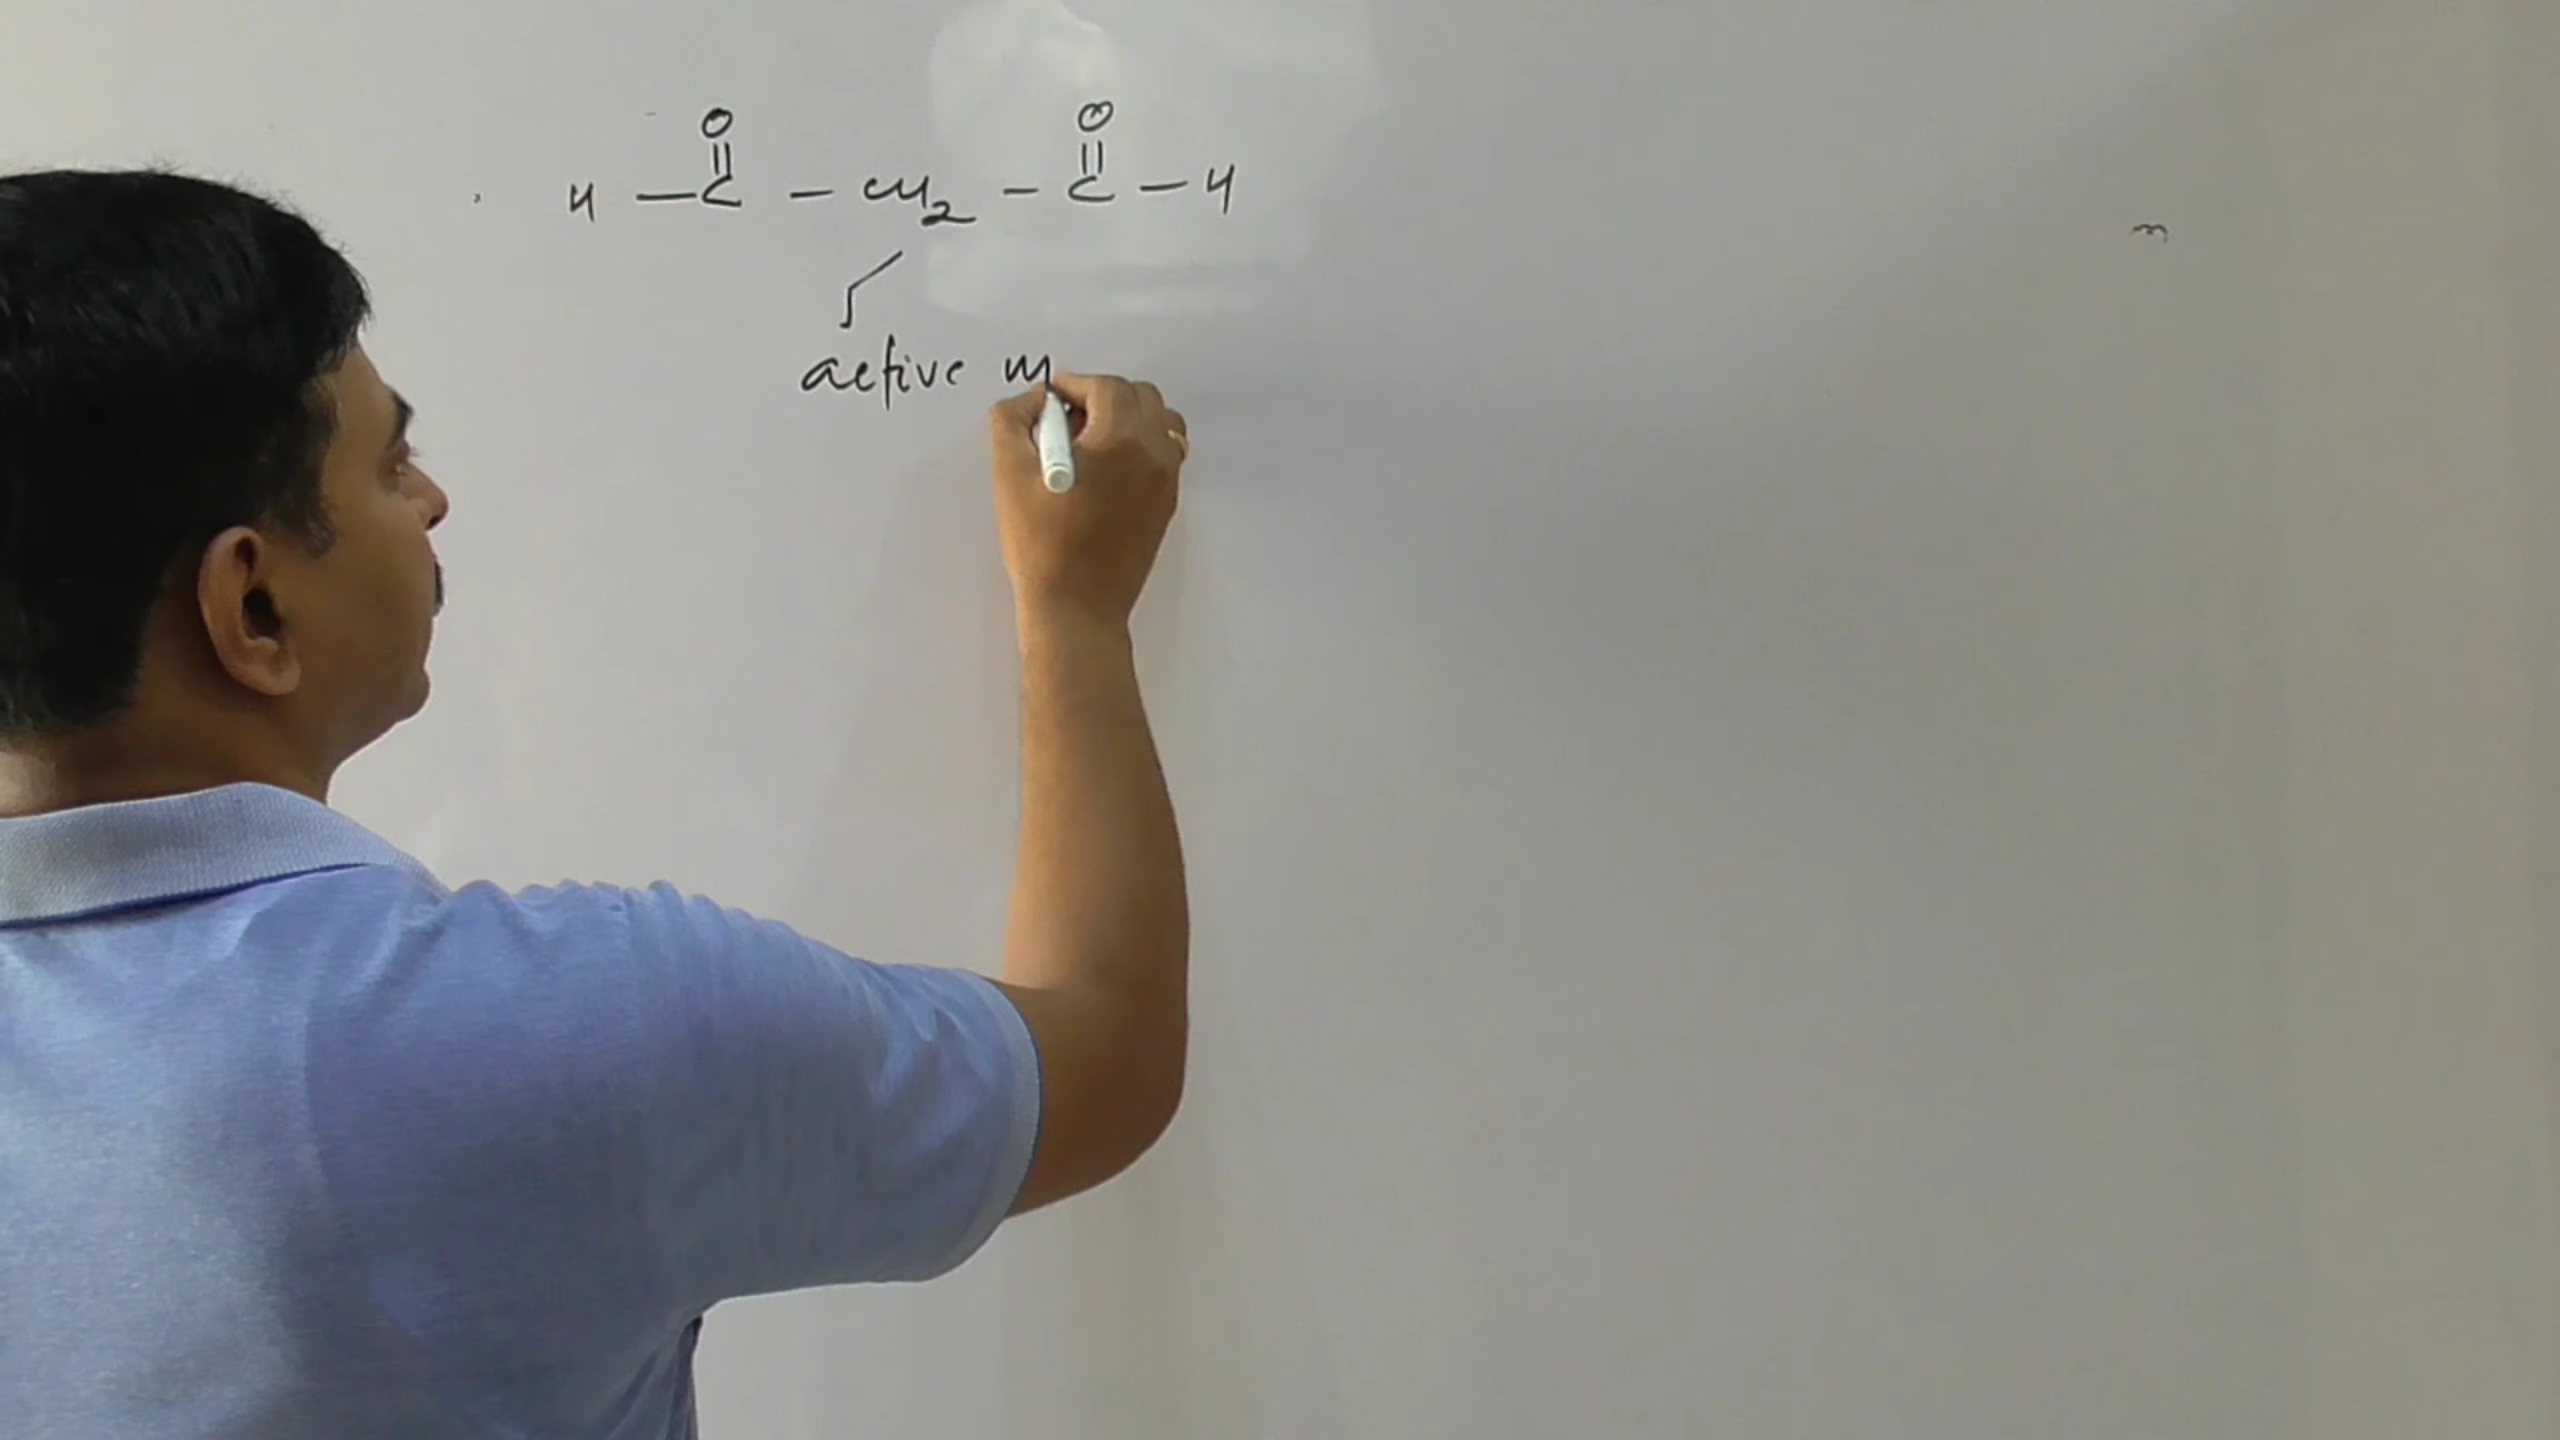 O O
|| ||
H — C — CH2 — C — H
active m